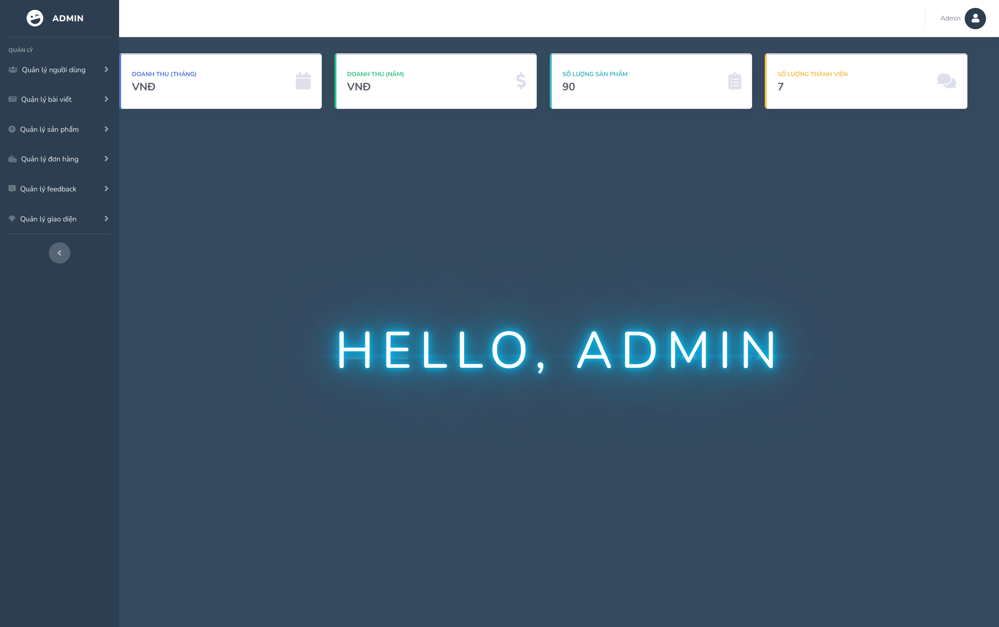 ADMIN
Admin
QUẢN LÝ
Quản lý người dùng
Quản lý bài viết
Quản lý sản phẩm
Quản lý đơn hàng
Quản lý feedback
Quản lý giao diện
DOANH THU (THÁNG)
VNĐ
DOANH THU (NĂM)
VNĐ
SỐ LƯỢNG SẢN PHẨM
90
SỐ LƯỢNG THÀNH VIÊN
7
HELLO, ADMIN